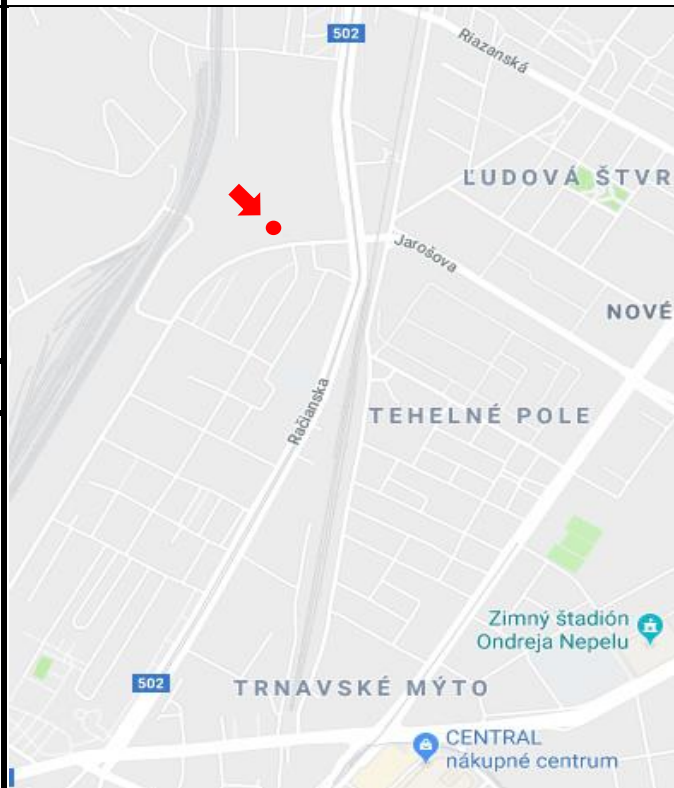 502
Riazanská
ĽUDOVÁ ŠTVR
Jarošova
NOVÉ
Račianska
TEHELNÉ POLE
Zimný štadión
Ondreja Nepelu
502
TRNAVSKÉ MÝTO
CENTRAL
nákupné centrum